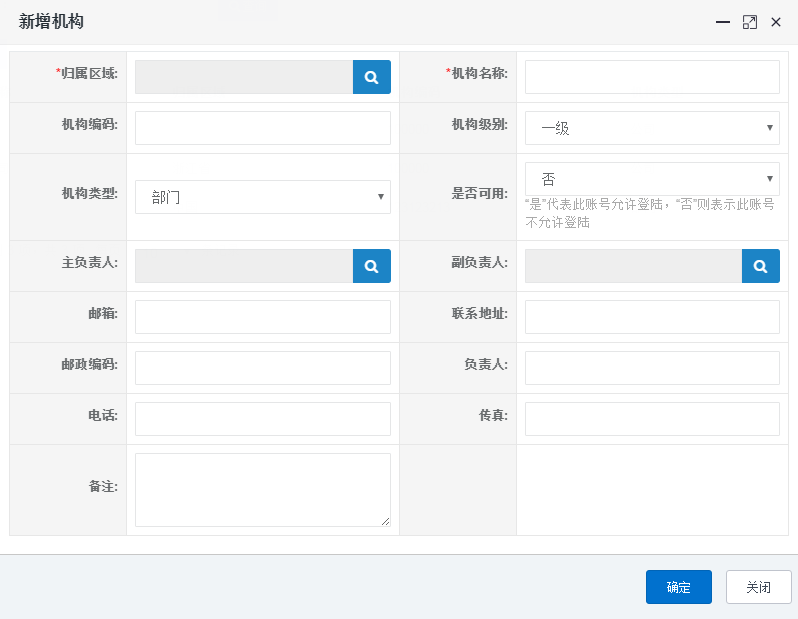 新增机构
*归属区域:
*机构名称:
机构编码:
机构级别:
一级
机构类型:
部门
是否可用:
否
“是”代表此账号允许登陆，“否”则表示此账号
不允许登陆
主负责人:
副负责人:
邮箱:
联系地址:
邮政编码:
负责人:
电话:
传真:
备注:
确定
关闭